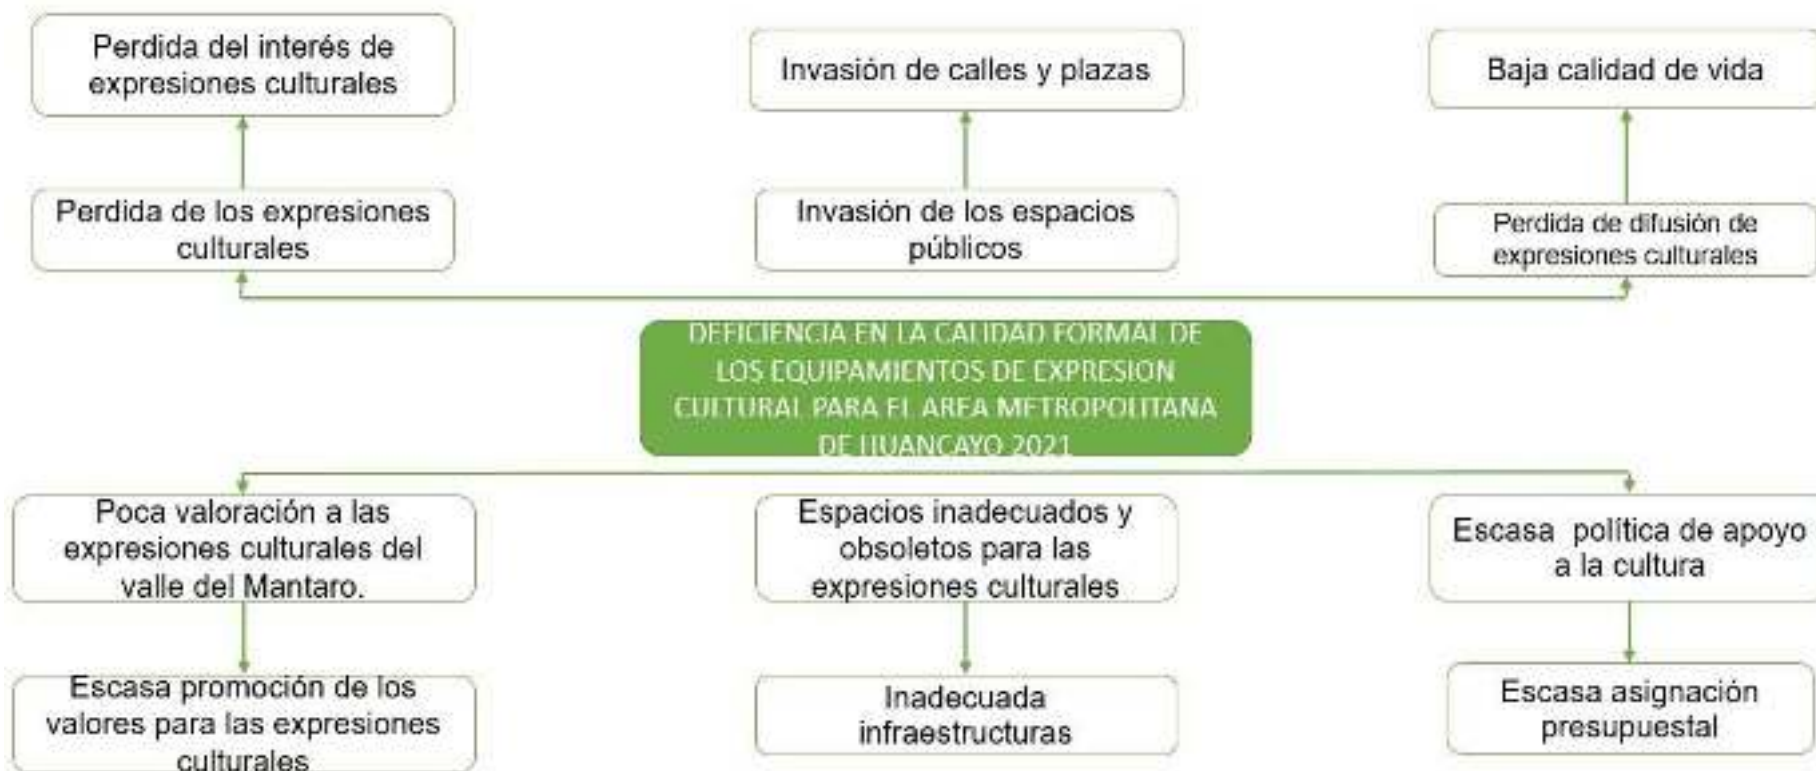 Perdida del interés de
expresiones culturales
Invasión de calles y plazas
Baja calidad de vida
Perdida de los expresiones
culturales
Invasión de los espacios
públicos
Perdida de difusión de
expresiones culturales
DEFICIENCIA EN LA CALIDAD FORMAL DE
LOS EQUIPAMIENTOS DE EXPRESION
CULTURAL PARA EL AREA METROPOLITANA
DE HUANCAYO 2021
Poca valoración a las
expresiones culturales del
valle del Mantaro.
Espacios inadecuados y
obsoletos para las
expresiones culturales
Escasa política de apoyo
a la cultura
Escasa promoción de los
valores para las expresiones
culturales
Inadecuada
infraestructuras
Escasa asignación
presupuestal